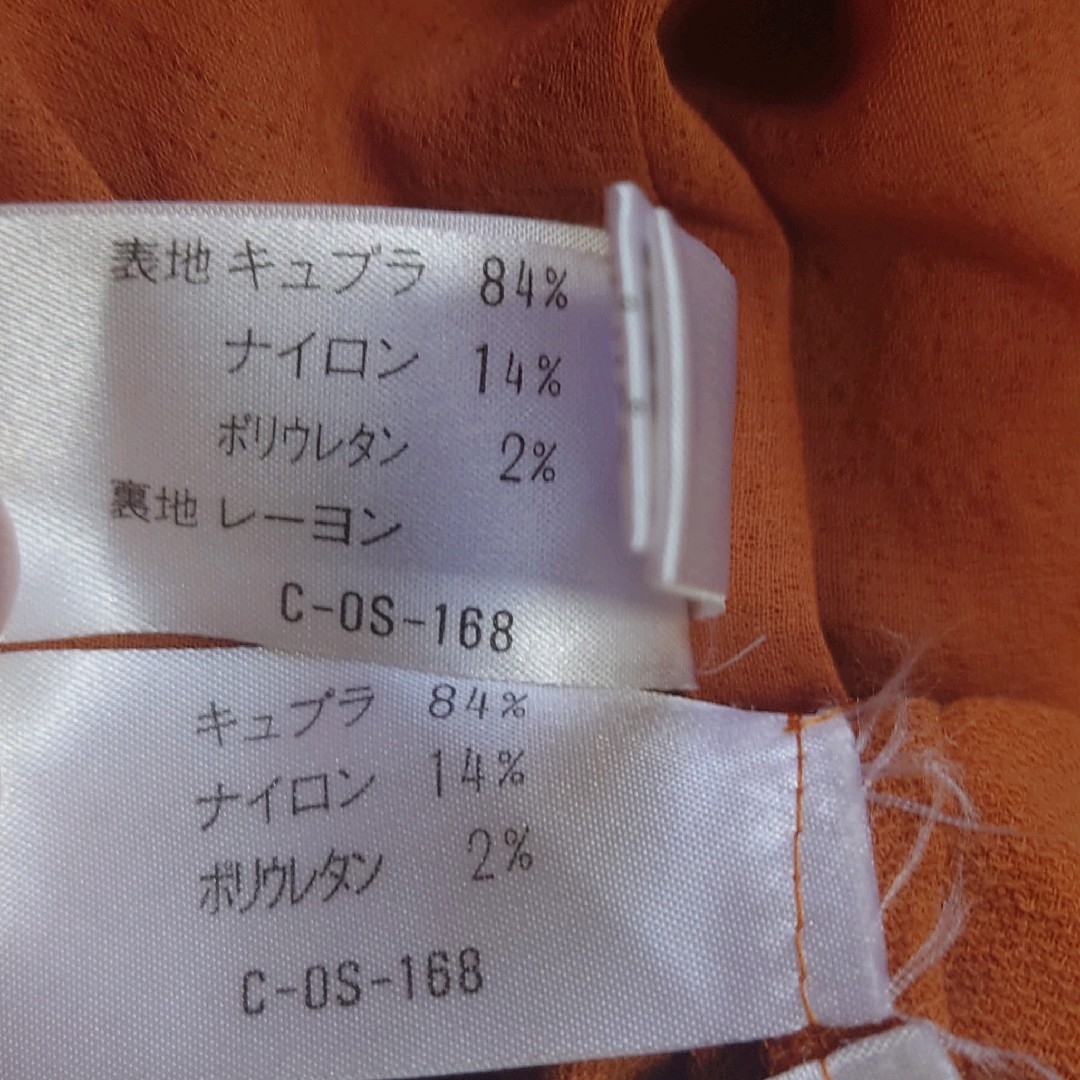 表地 キュプラ 84%
ナイロン 14%
ポリウレタン 2%
裏地 レーヨン
C-OS-168
キュプラ 84%
ナイロン 14%
ポリウレタン 2%
C-OS-168